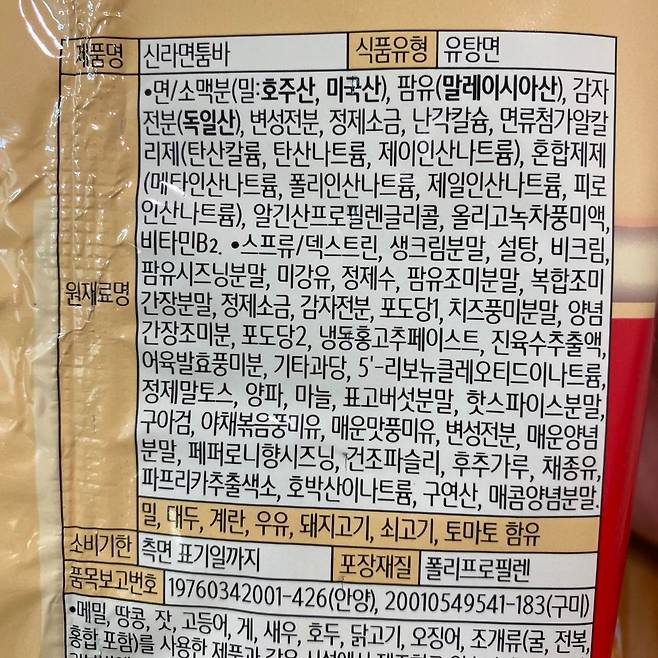 제품명 신라면툼바 식품유형 유탕면
원재료명
•면/소맥분(밀:호주산, 미국산), 팜유(말레이시아산), 감자
전분(독일산), 변성전분, 정제소금, 난각칼슘, 면류첨가알칼
리제(탄산칼륨, 탄산나트륨, 제이인산나트륨), 혼합제제
(메타인산나트륨, 폴리인산나트륨, 제일인산나트륨, 피로
인산나트륨), 알긴산프로필렌글리콜, 올리고녹차풍미액,
비타민B2. •스프류/덱스트린, 생크림분말, 설탕, 비크림,
팜유시즈닝분말, 미강유, 정제수, 팜유조미분말, 복합조미
간장분말, 정제소금, 감자전분, 포도당1, 치즈풍미분말, 양념
간장조미분, 포도당2, 냉동홍고추페이스트, 진육수추출액,
어육발효풍미분, 기타과당, 5'-리보뉴클레오티드이나트륨,
정제말토스, 양파, 마늘, 표고버섯분말, 핫스파이스분말,
구아검, 야채볶음풍미유, 매운맛풍미유, 변성전분, 매운양념
분말, 페퍼로니향시즈닝, 건조파슬리, 후추가루, 채종유,
파프리카추출색소, 호박산이나트륨, 구연산, 매콤양념분말.
밀, 대두, 계란, 우유, 돼지고기, 쇠고기, 토마토 함유
소비기한 측면 표기일까지 포장재질 폴리프로필렌
품목보고번호 19760342001-426(안양), 20010549541-183(구미)
•메밀, 땅콩, 잣, 고등어, 게, 새우, 호두, 닭고기, 오징어, 조개류(굴, 전복,
홍합 포함)를 사용한 제품과 같은 시설에서